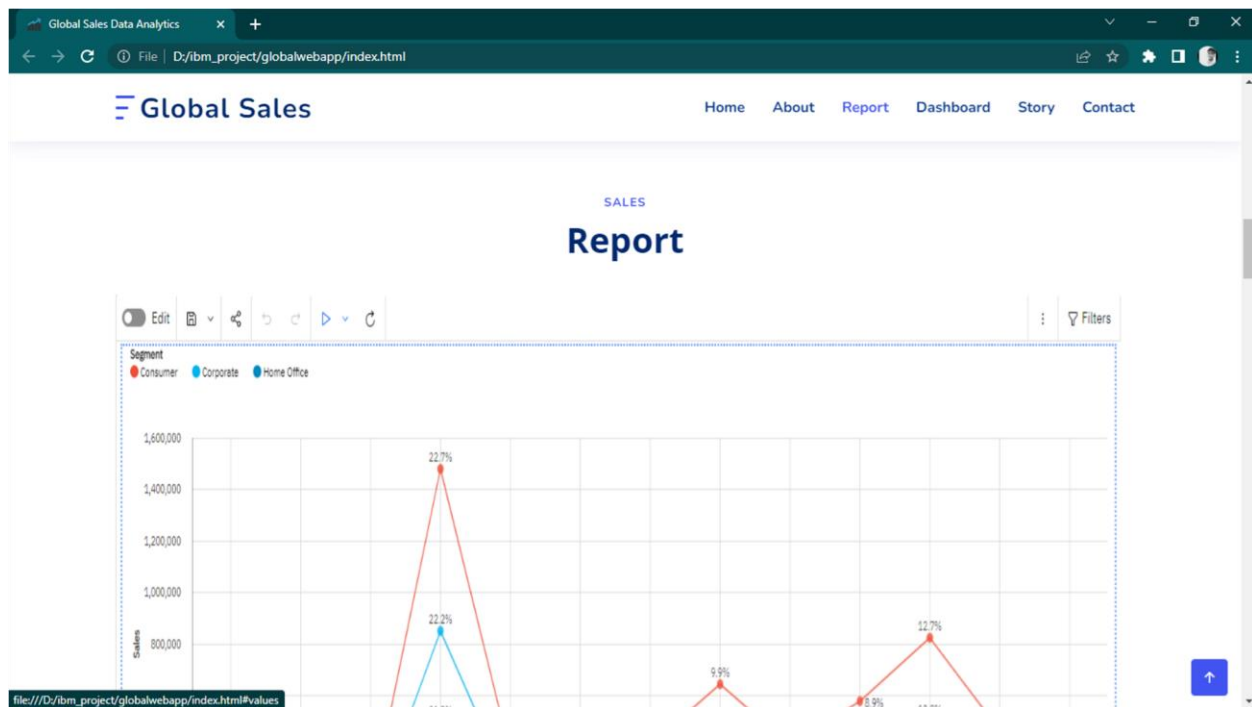 Global Sales Data Analytics
File | D:/ibm_project/globalwebapp/index.html
Global Sales
Home About Report Dashboard Story Contact
SALES
Report
Edit Filters
Segment
Consumer Corporate Home Office
1,600,000
22.7%
1,400,000
1,200,000
1,000,000
22.2%
12.7%
Sales
800,000
9.9%
8.9%
file:///D:/ibm_project/globalwebapp/index.html#values